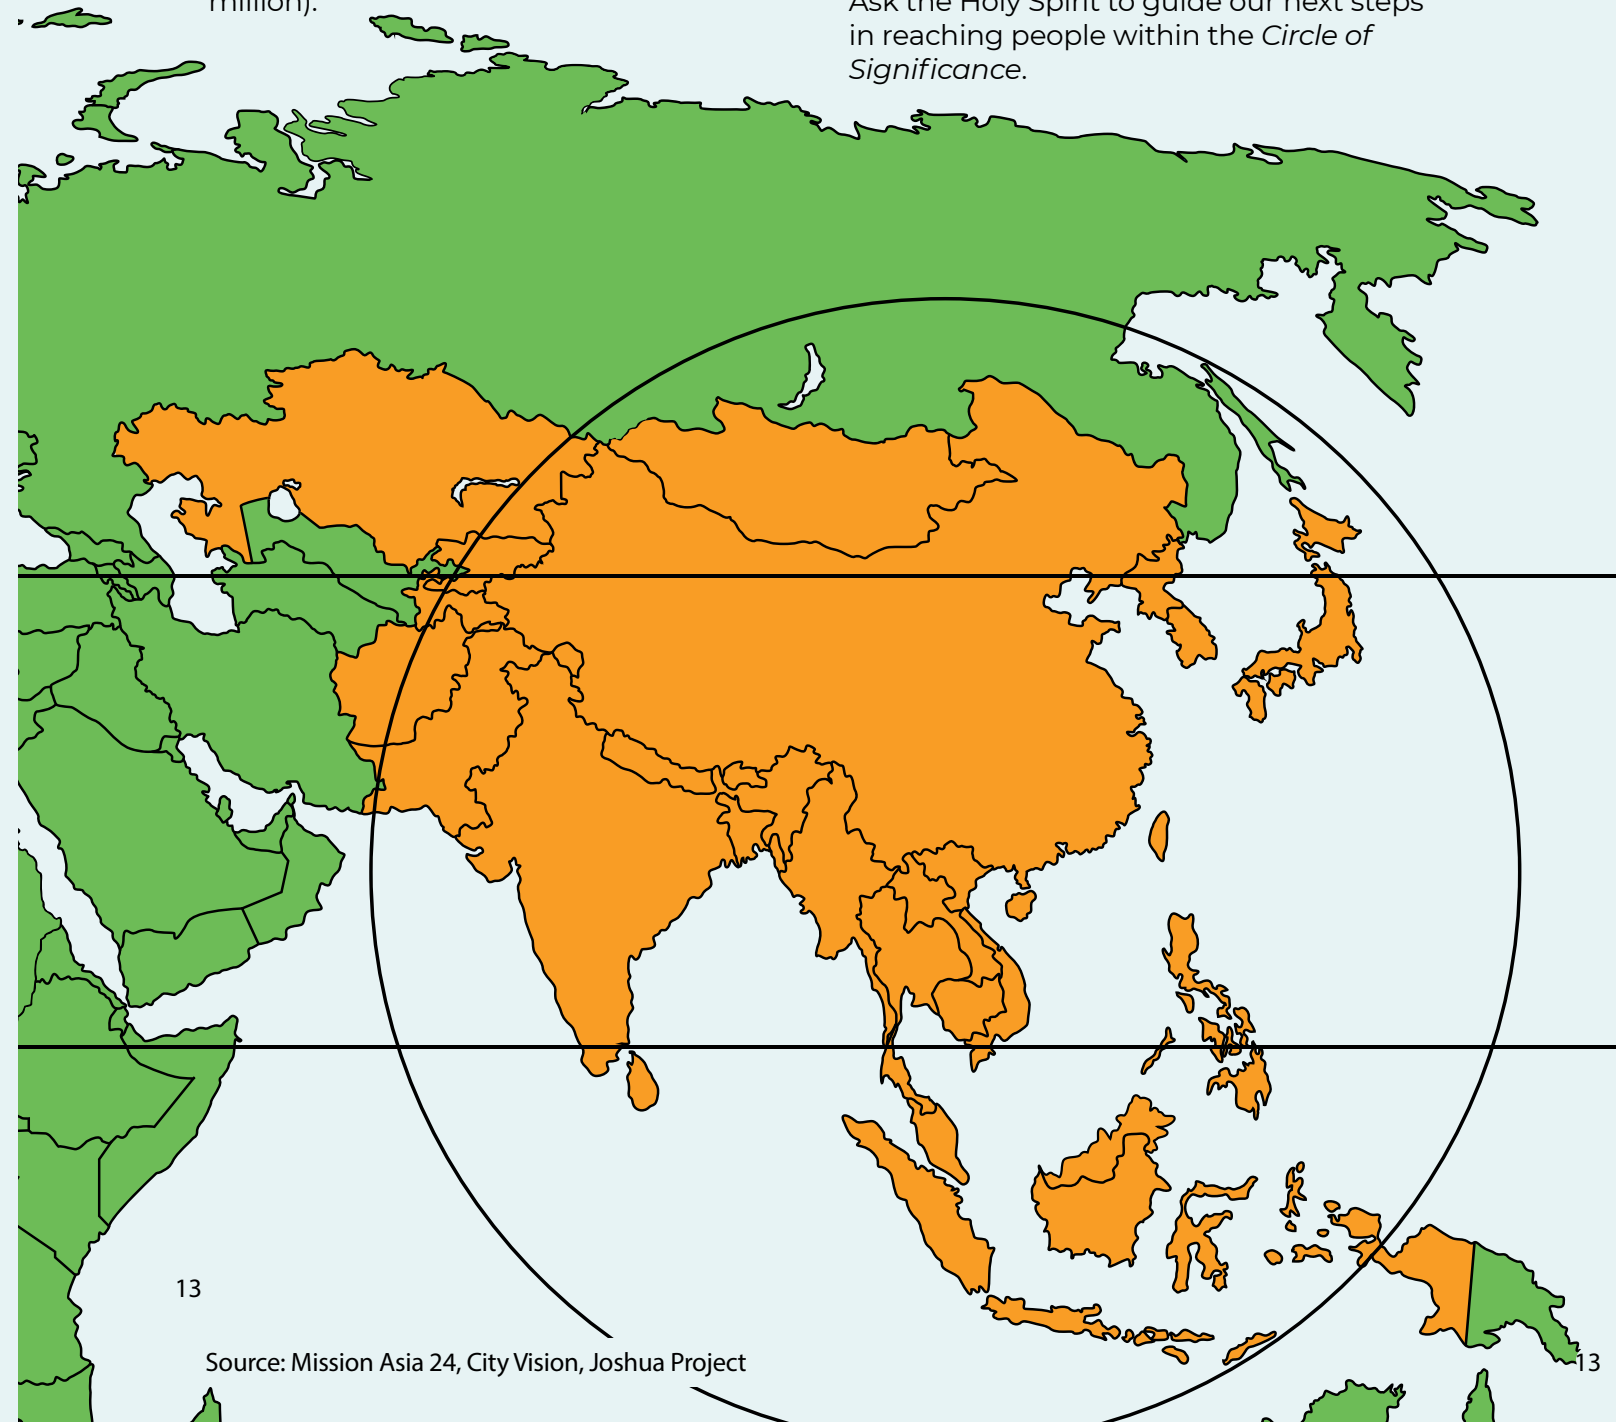 million).
Ask the Holy Spirit to guide our next steps
in reaching people within the Circle of
Significance.
13
Source: Mission Asia 24, City Vision, Joshua Project
13